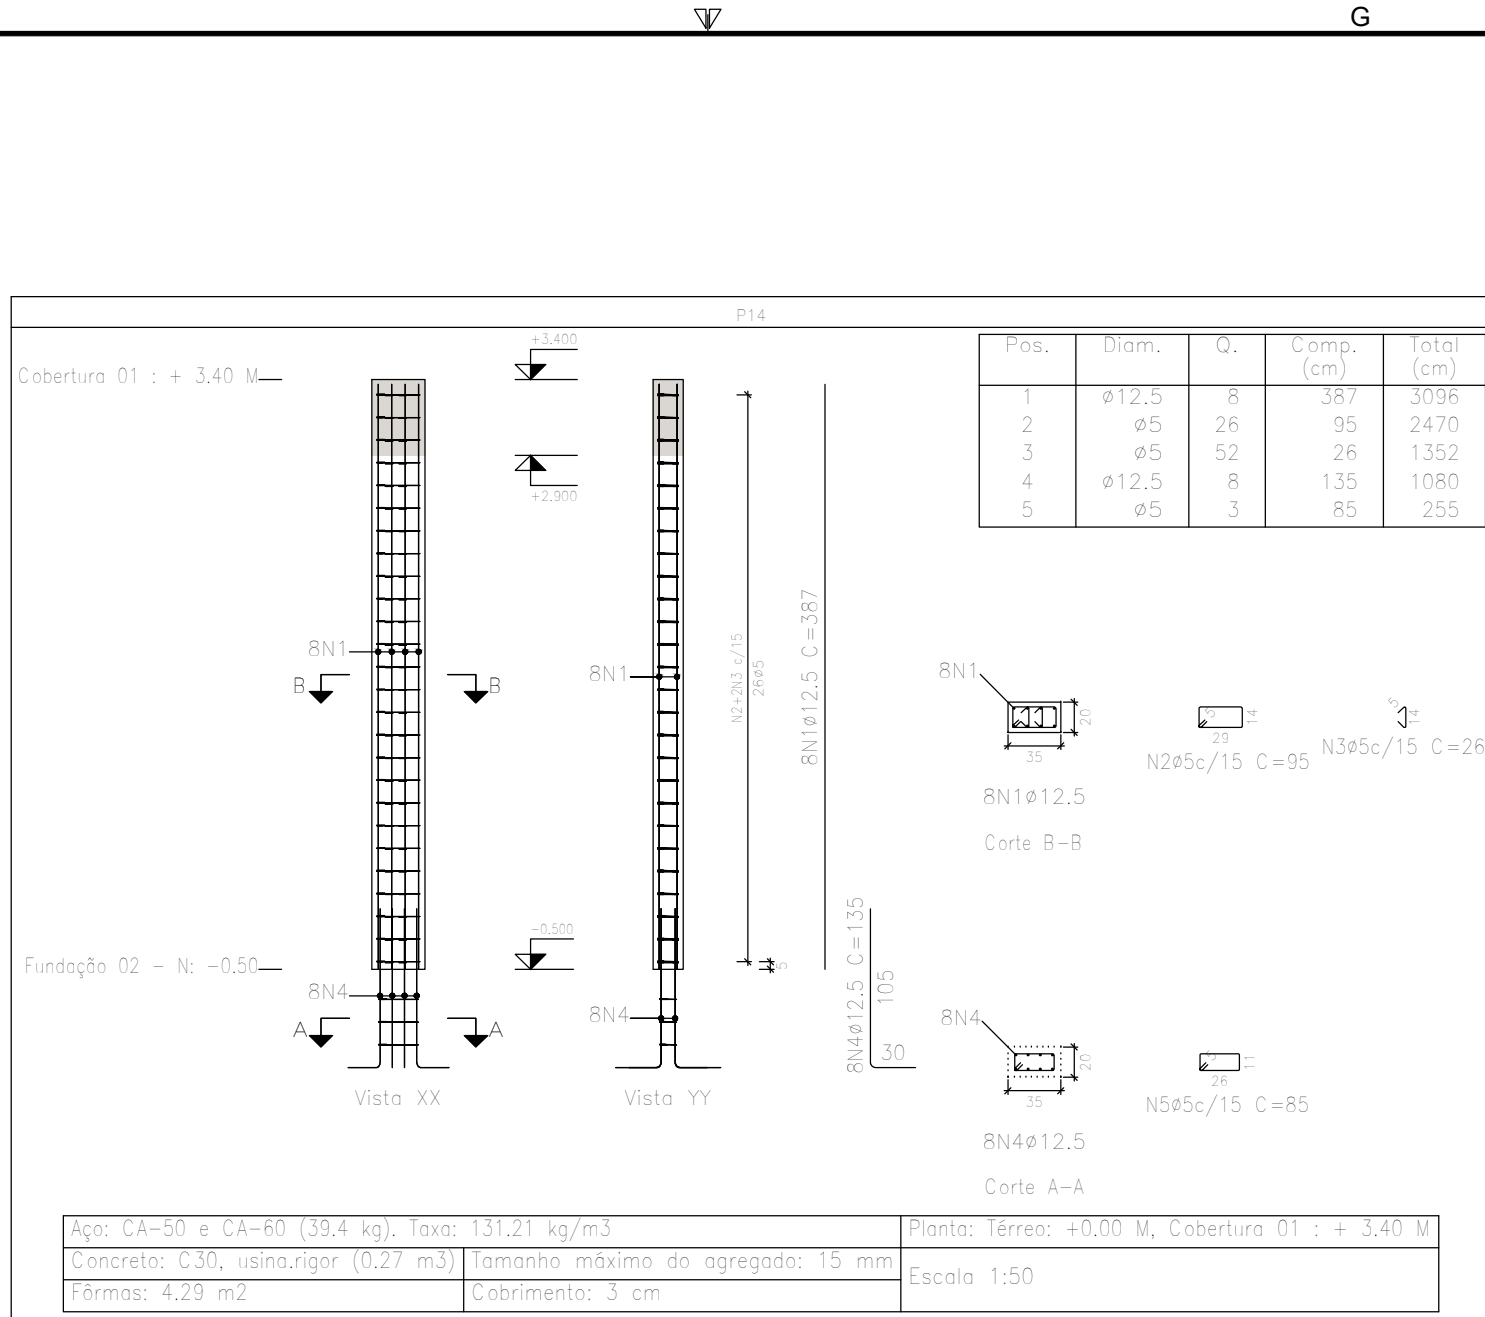 G
P14
Cobertura 01 : + 3.40 M
+3.400
+2.900
8N1
B
B
8N1
N2+2N3 c/15
26ø5
8N1ø12.5 C=387
-0.500
5
Fundação 02 - N: -0.50
8N4
A
A
8N4
Vista XX
Vista YY
8N4ø12.5 C=135
105
30
Pos. Diam. Q. Comp. (cm) Total (cm)
1 ø12.5 8 387 3096
2 ø5 26 95 2470
3 ø5 52 26 1352
4 ø12.5 8 135 1080
5 ø5 3 85 255
8N1
20
35
8N1ø12.5
Corte B-B
5
14
29
N2ø5c/15 C=95
5
14
N3ø5c/15 C=26
8N4
20
35
8N4ø12.5
Corte A-A
5
11
26
N5ø5c/15 C=85
Aço: CA-50 e CA-60 (39.4 kg). Taxa: 131.21 kg/m3
Planta: Térreo: +0.00 M, Cobertura 01 : + 3.40 M
Concreto: C30, usina.rigor (0.27 m3)
Tamanho máximo do agregado: 15 mm
Escala 1:50
Fôrmas: 4.29 m2
Cobrimento: 3 cm